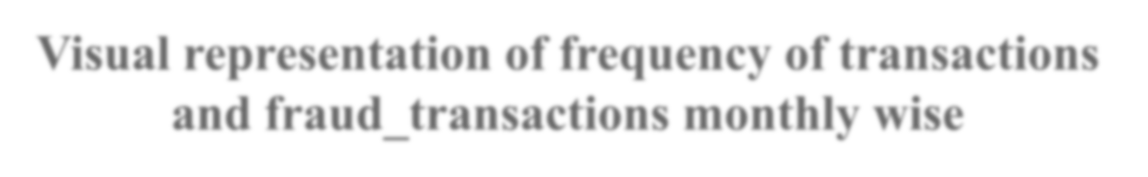 Visual representation of frequency of transactions
and fraud_transactions monthly wise